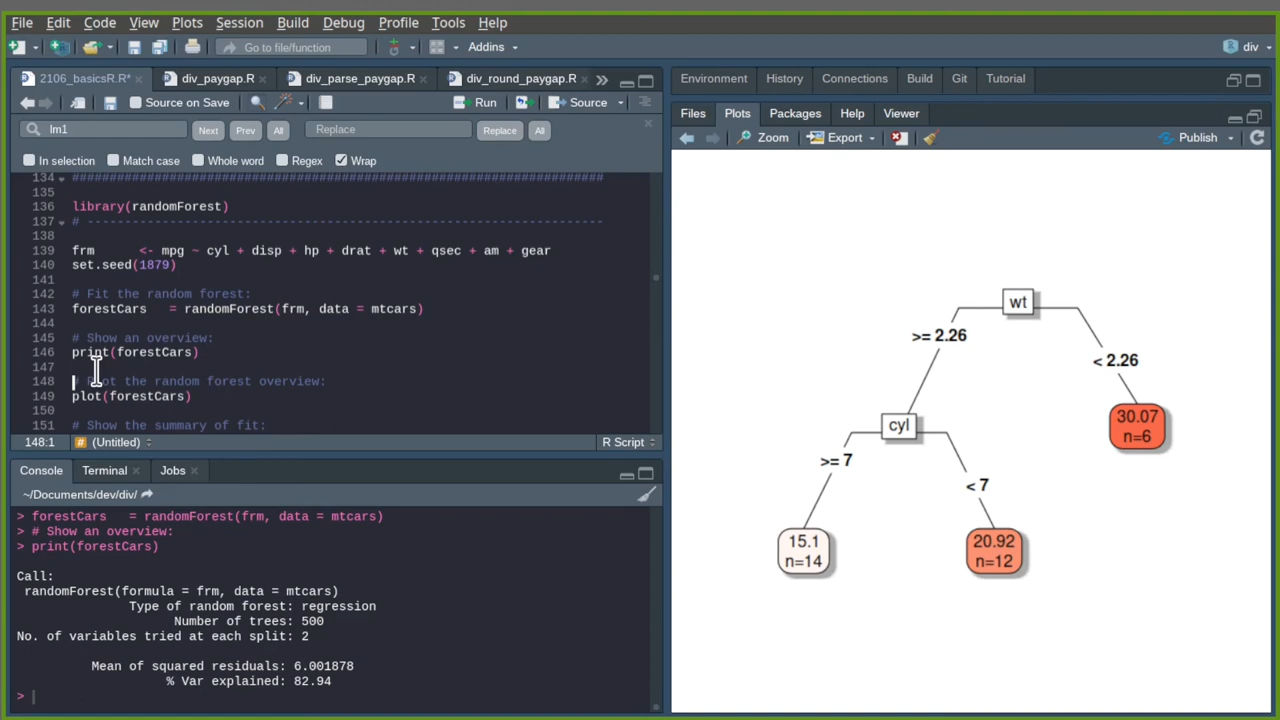 File Edit Code View Plots Session Build Debug Profile Tools Help
Go to file/function Addins div
2106_basicsR.R* div_paygap.R div_parse_paygap.R div_round_paygap.R
Source on Save Run Source
lm1 Next Prev All Replace Replace All
In selection Match case Whole word Regex Wrap
134 #######################################################################
135
136 library(randomForest)
137 # ---------------------------------------------------------------------
138
139 frm      <- mpg ~ cyl + disp + hp + drat + wt + qsec + am + gear
140 set.seed(1879)
141
142 # Fit the random forest:
143 forestCars   = randomForest(frm, data = mtcars)
144
145 # Show an overview:
146 print(forestCars)
147
148 # Plot the random forest overview:
149 plot(forestCars)
150
151 # Show the summary of fit:
148:1 # (Untitled) R Script
Console Terminal Jobs
~/Documents/dev/div/
> forestCars   = randomForest(frm, data = mtcars)
> # Show an overview:
> print(forestCars)
Call:
 randomForest(formula = frm, data = mtcars)
               Type of random forest: regression
                     Number of trees: 500
No. of variables tried at each split: 2
          Mean of squared residuals: 6.001878
                    % Var explained: 82.94
>
Environment History Connections Build Git Tutorial
Files Plots Packages Help Viewer
Zoom Export Publish
wt
>= 2.26
< 2.26
30.07
n=6
cyl
>= 7
< 7
15.1
n=14
20.92
n=12